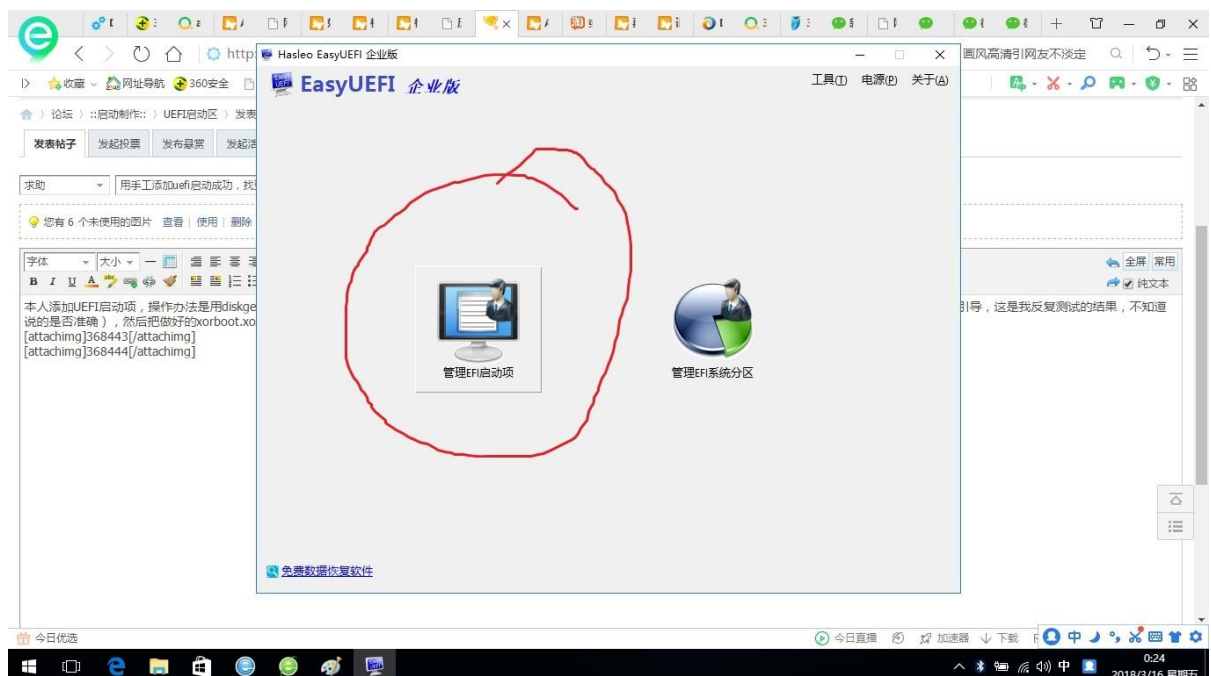 http
Hasleo EasyUEFI 企业版
画风高清引网友不淡定
收藏 网址导航 360安全
EasyUEFI 企业版
工具(T) 电源(P) 关于(A)
论坛 〉 ::启动制作:: 〉 UEFI启动区 〉 发表
发表帖子 发起投票 发布悬赏 发起活
求助 用手工添加uefi启动成功，找
您有 6 个未使用的图片 查看 | 使用 | 删除
字体 大小
全屏 常用
B I U
纯文本
本人添加UEFI启动项，操作办法是用diskge
引导，这是我反复测试的结果，不知道
说的是否准确），然后把做好的xorboot.xo
[attachimg]368443[/attachimg]
[attachimg]368444[/attachimg]
管理EFI启动项
管理EFI系统分区
免费数据恢复软件
今日优选
今日直播 加速器 下载
中
中
0:24
2018/3/16 星期五